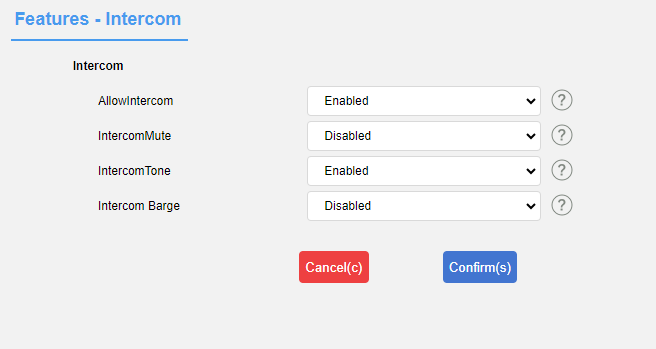 Features - Intercom
Intercom
AllowIntercom Enabled ?
IntercomMute Disabled ?
IntercomTone Enabled ?
Intercom Barge Disabled ?
Cancel(c) Confirm(s)